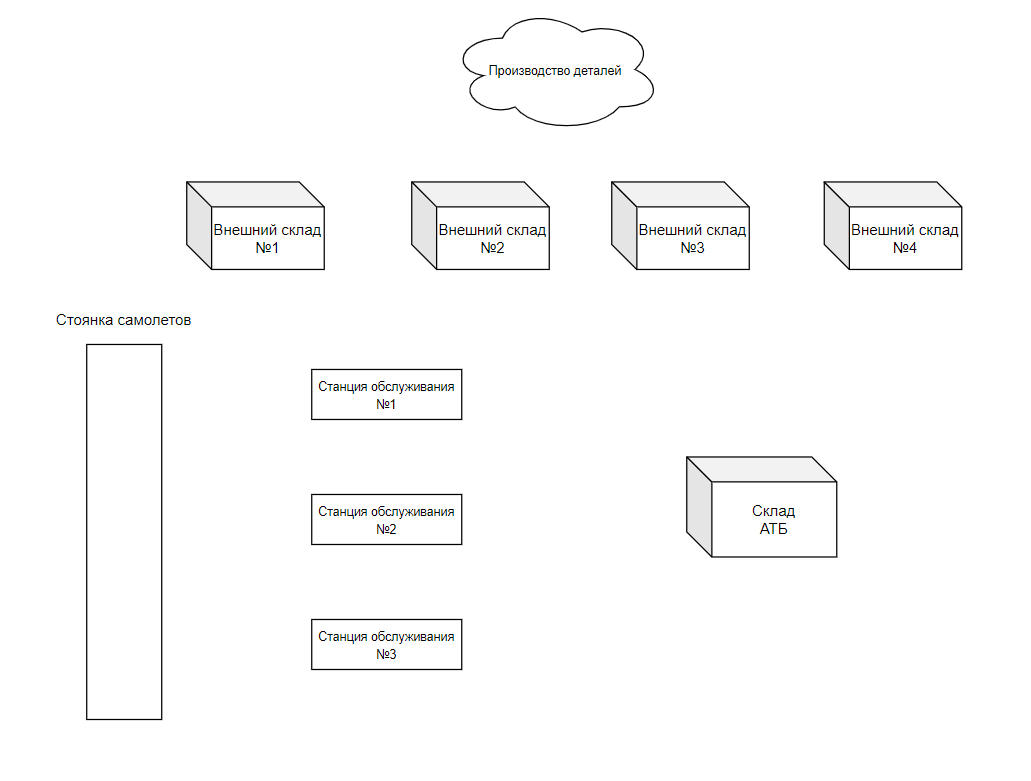 Производство деталей
Внешний склад
№1
Внешний склад
№2
Внешний склад
№3
Внешний склад
№4
Стоянка самолетов
Станция обслуживания
№1
Станция обслуживания
№2
Склад
АТБ
Станция обслуживания
№3